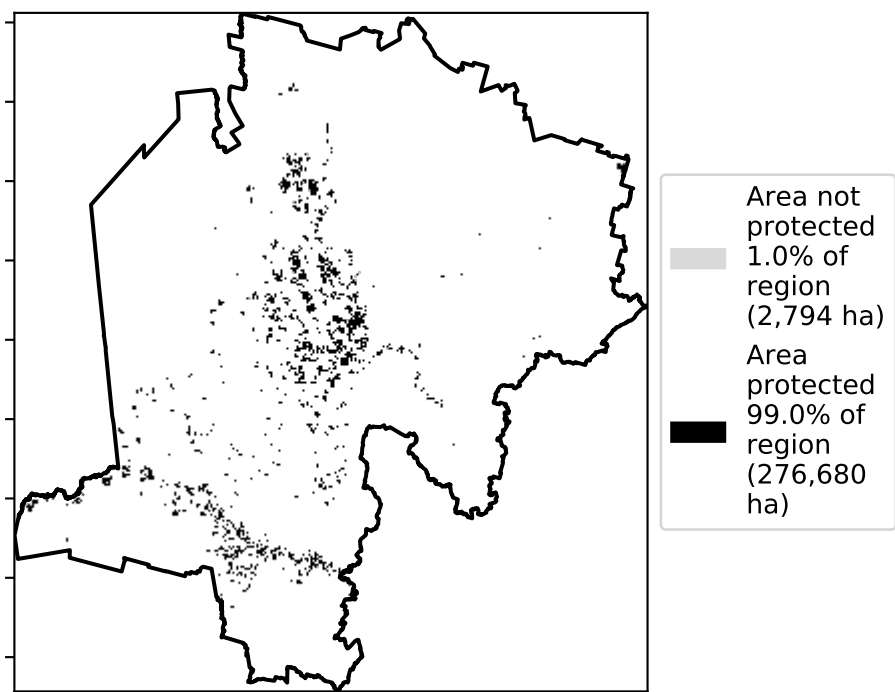 Area not
protected
1.0% of
region
(2,794 ha)
Area
protected
99.0% of
region
(276,680
ha)